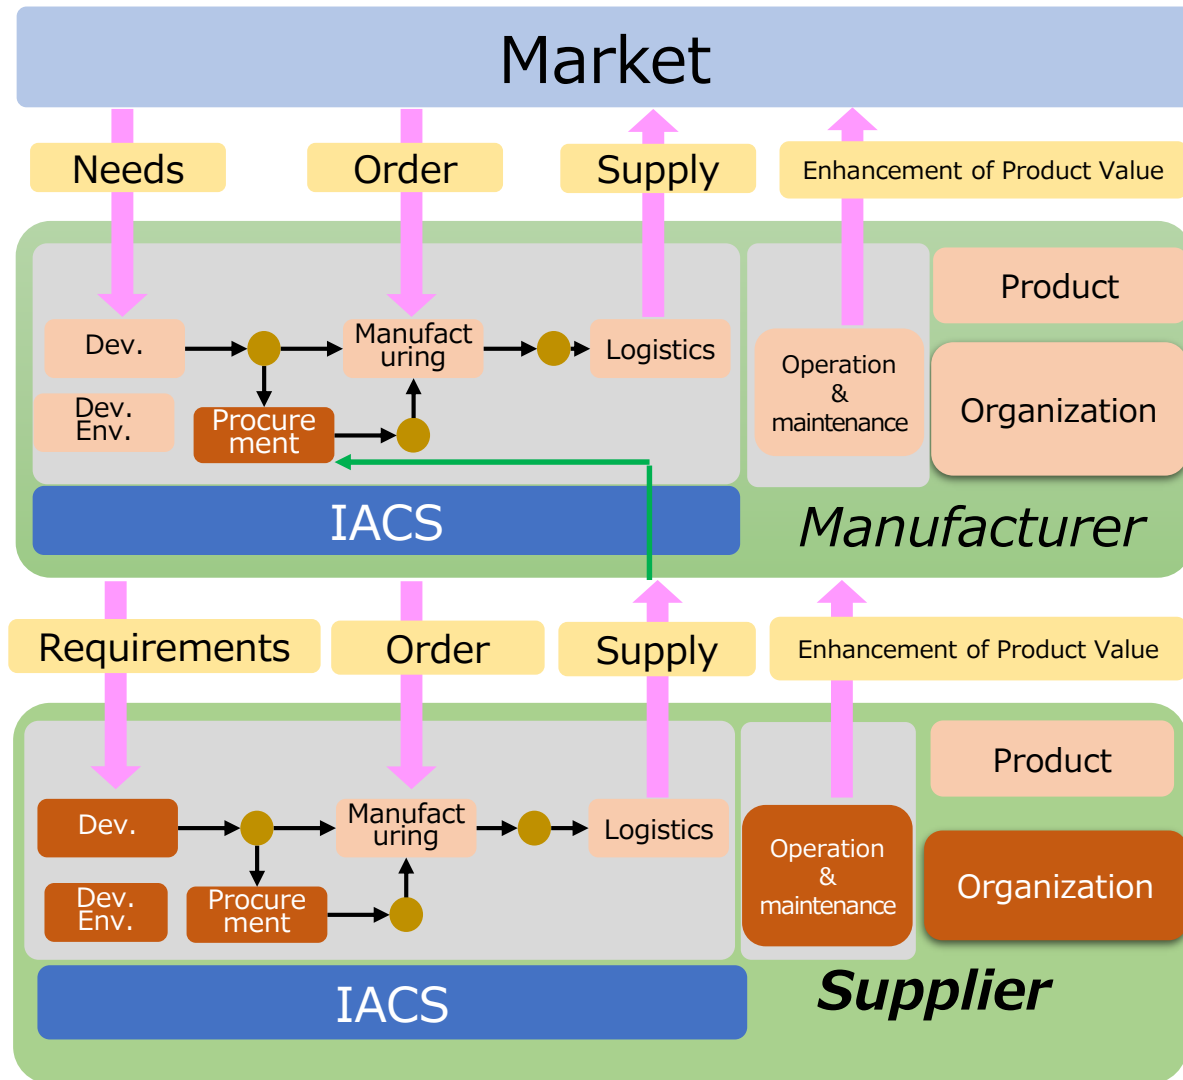 Market
Needs
Order
Supply
Enhancement of Product Value
Dev.
Manufact
uring
Logistics
Dev.
Env.
Procure
ment
Operation
&
maintenance
Product
Organization
IACS
Manufacturer
Requirements
Order
Supply
Enhancement of Product Value
Dev.
Manufact
uring
Logistics
Dev.
Env.
Procure
ment
Operation
&
maintenance
Product
Organization
IACS
Supplier